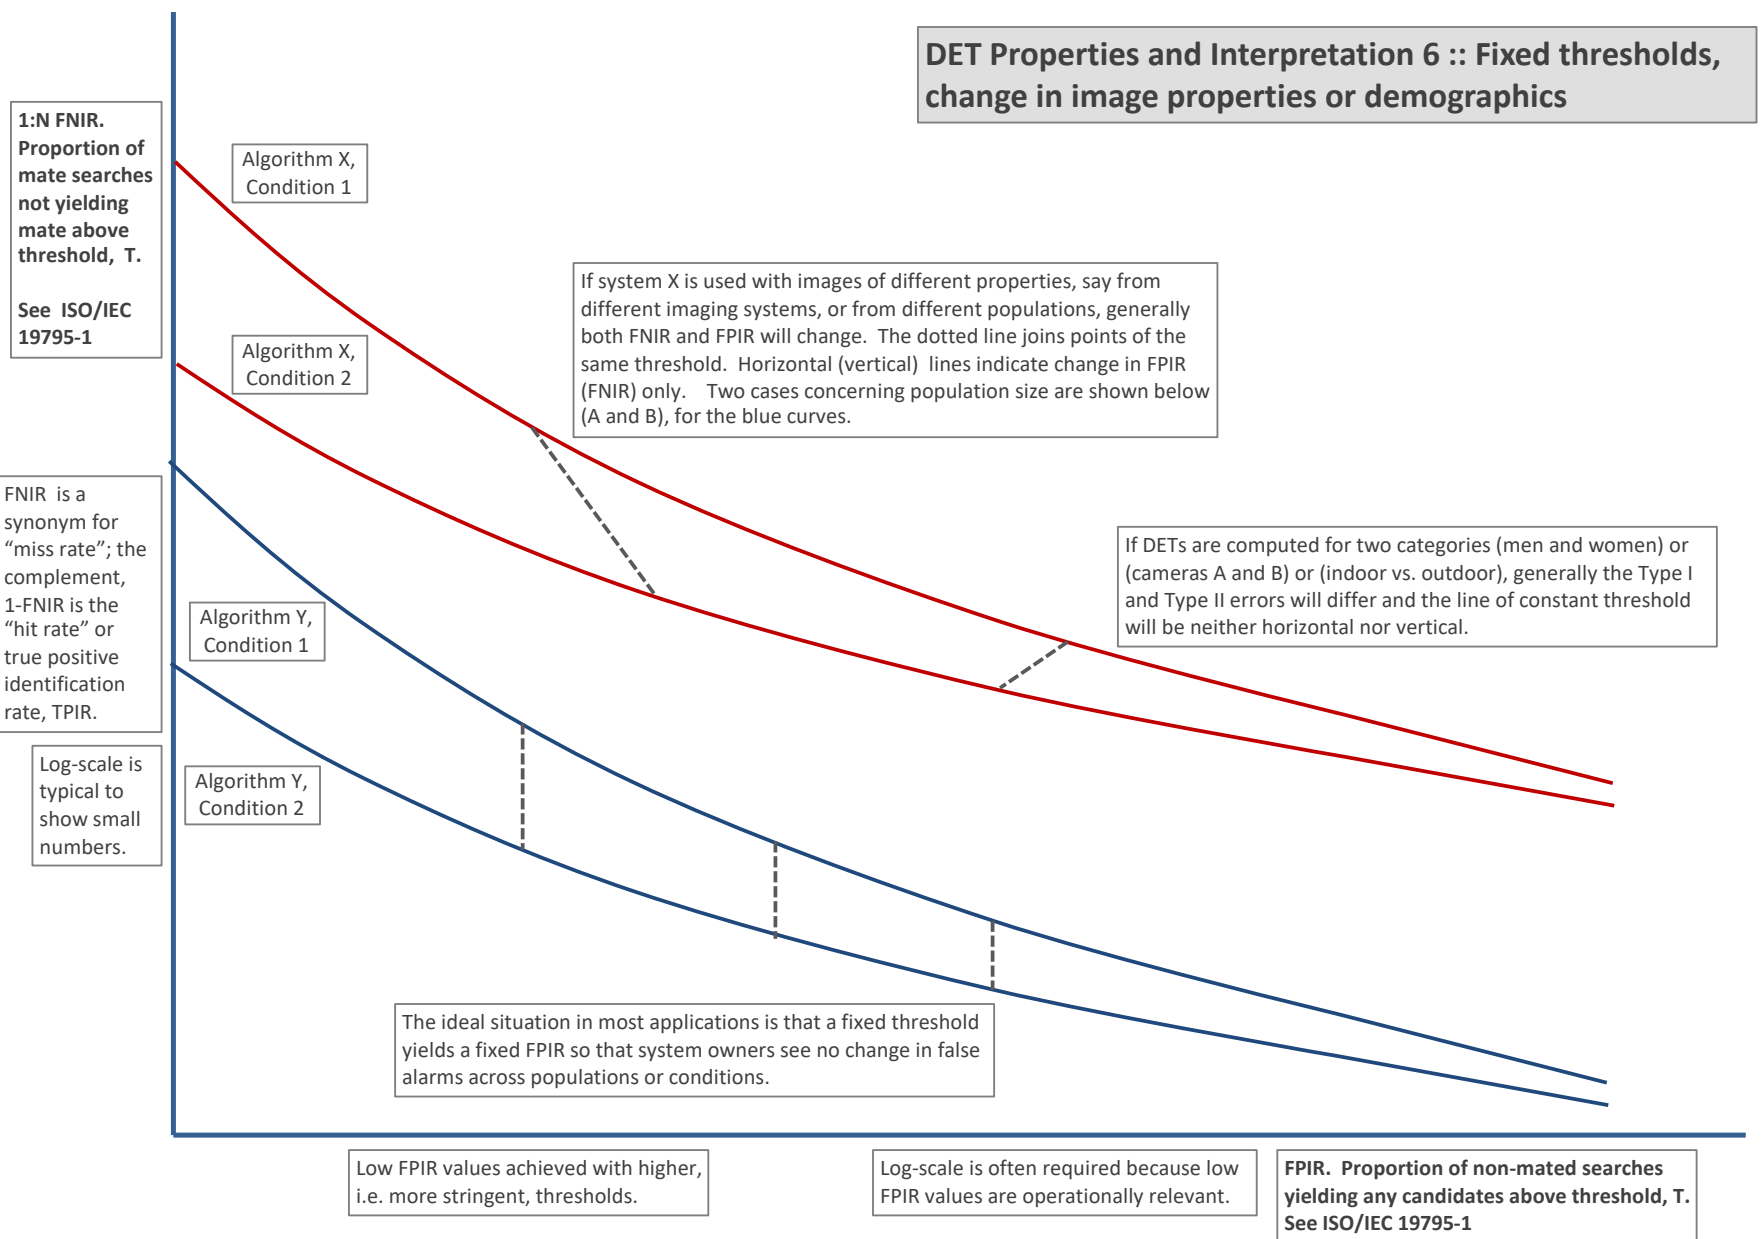 DET Properties and Interpretation 6 :: Fixed thresholds,
change in image properties or demographics
1:N FNIR.
Proportion of
mate searches
not yielding
mate above
threshold, T.
See ISO/IEC
19795-1
Algorithm X,
Condition 1
If system X is used with images of different properties, say from
different imaging systems, or from different populations, generally
both FNIR and FPIR will change. The dotted line joins points of the
same threshold. Horizontal (vertical) lines indicate change in FPIR
(FNIR) only. Two cases concerning population size are shown below
(A and B), for the blue curves.
Algorithm X,
Condition 2
FNIR is a
synonym for
“miss rate”; the
complement,
1-FNIR is the
“hit rate” or
true positive
identification
rate, TPIR.
If DETs are computed for two categories (men and women) or
(cameras A and B) or (indoor vs. outdoor), generally the Type I
and Type II errors will differ and the line of constant threshold
will be neither horizontal nor vertical.
Algorithm Y,
Condition 1
Log-scale is
typical to
show small
numbers.
Algorithm Y,
Condition 2
The ideal situation in most applications is that a fixed threshold
yields a fixed FPIR so that system owners see no change in false
alarms across populations or conditions.
Low FPIR values achieved with higher,
i.e. more stringent, thresholds.
Log-scale is often required because low
FPIR values are operationally relevant.
FPIR. Proportion of non-mated searches
yielding any candidates above threshold, T.
See ISO/IEC 19795-1